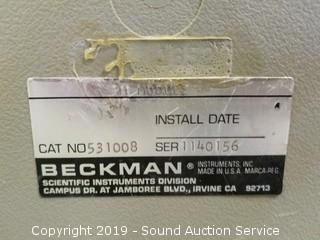 INSTALL DATE
CAT NO 531008 SER 1140156
BECKMAN® INSTRUMENTS, INC.
MADE IN U.S.A. MARCA REG.
SCIENTIFIC INSTRUMENTS DIVISION
CAMPUS DR. AT JAMBOREE BLVD., IRVINE CA 92713
Copyright 2019 - Sound Auction Service